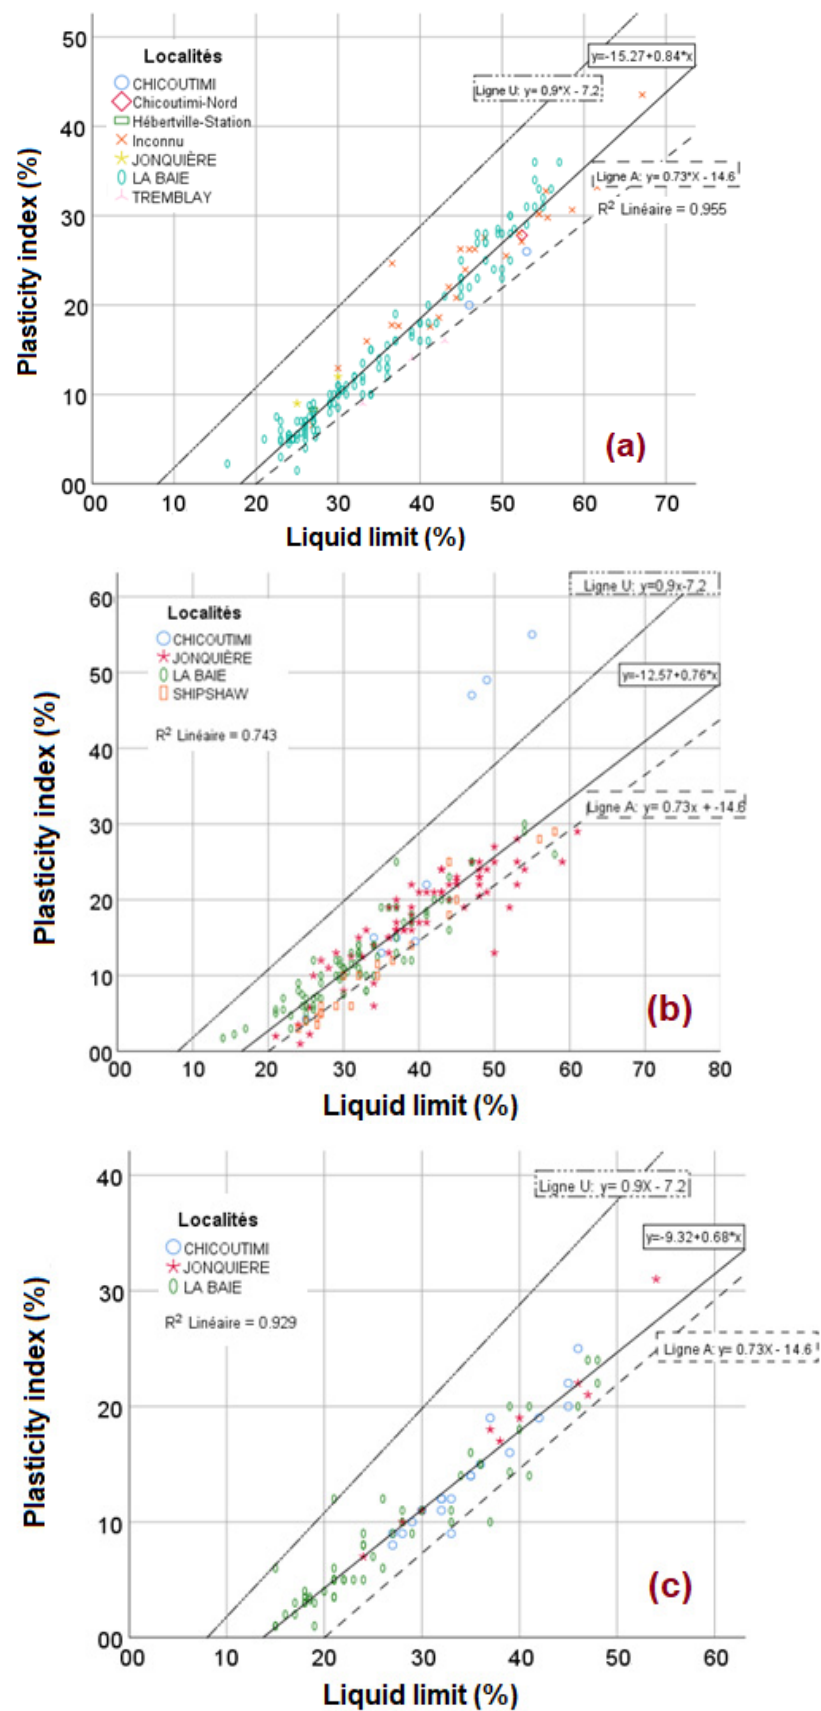 50
y=-15.27+0.84*x
Localités
Ligne U: y= 0.9*X - 7.2
CHICOUTIMI
Chicoutimi-Nord
Hébertville-Station
40
Inconnu
JONQUIÈRE
LA BAIE
Ligne A: y= 0.73*X - 14.6
TREMBLAY
R² Linéaire = 0.955
30
20
10
00
Plasticity index (%)
(a)
00 10 20 30 40 50 60 70
Liquid limit (%)
Ligne U: y=0.9x-7.2
60
Localités
CHICOUTIMI
JONQUIÈRE
LA BAIE
SHIPSHAW
y=-12.57+0.76*x
50
R² Linéaire = 0.743
40
Ligne A: y= 0.73x + -14.6
30
20
10
00
Plasticity index (%)
(b)
00 10 20 30 40 50 60 70 80
Liquid limit (%)
40
Ligne U: y= 0.9X - 7.2
Localités
y=-9.32+0.68*x
CHICOUTIMI
JONQUIERE
LA BAIE
30
R² Linéaire = 0.929
Ligne A: y= 0.73X - 14.6
20
10
00
Plasticity index (%)
(c)
00 10 20 30 40 50 60
Liquid limit (%)